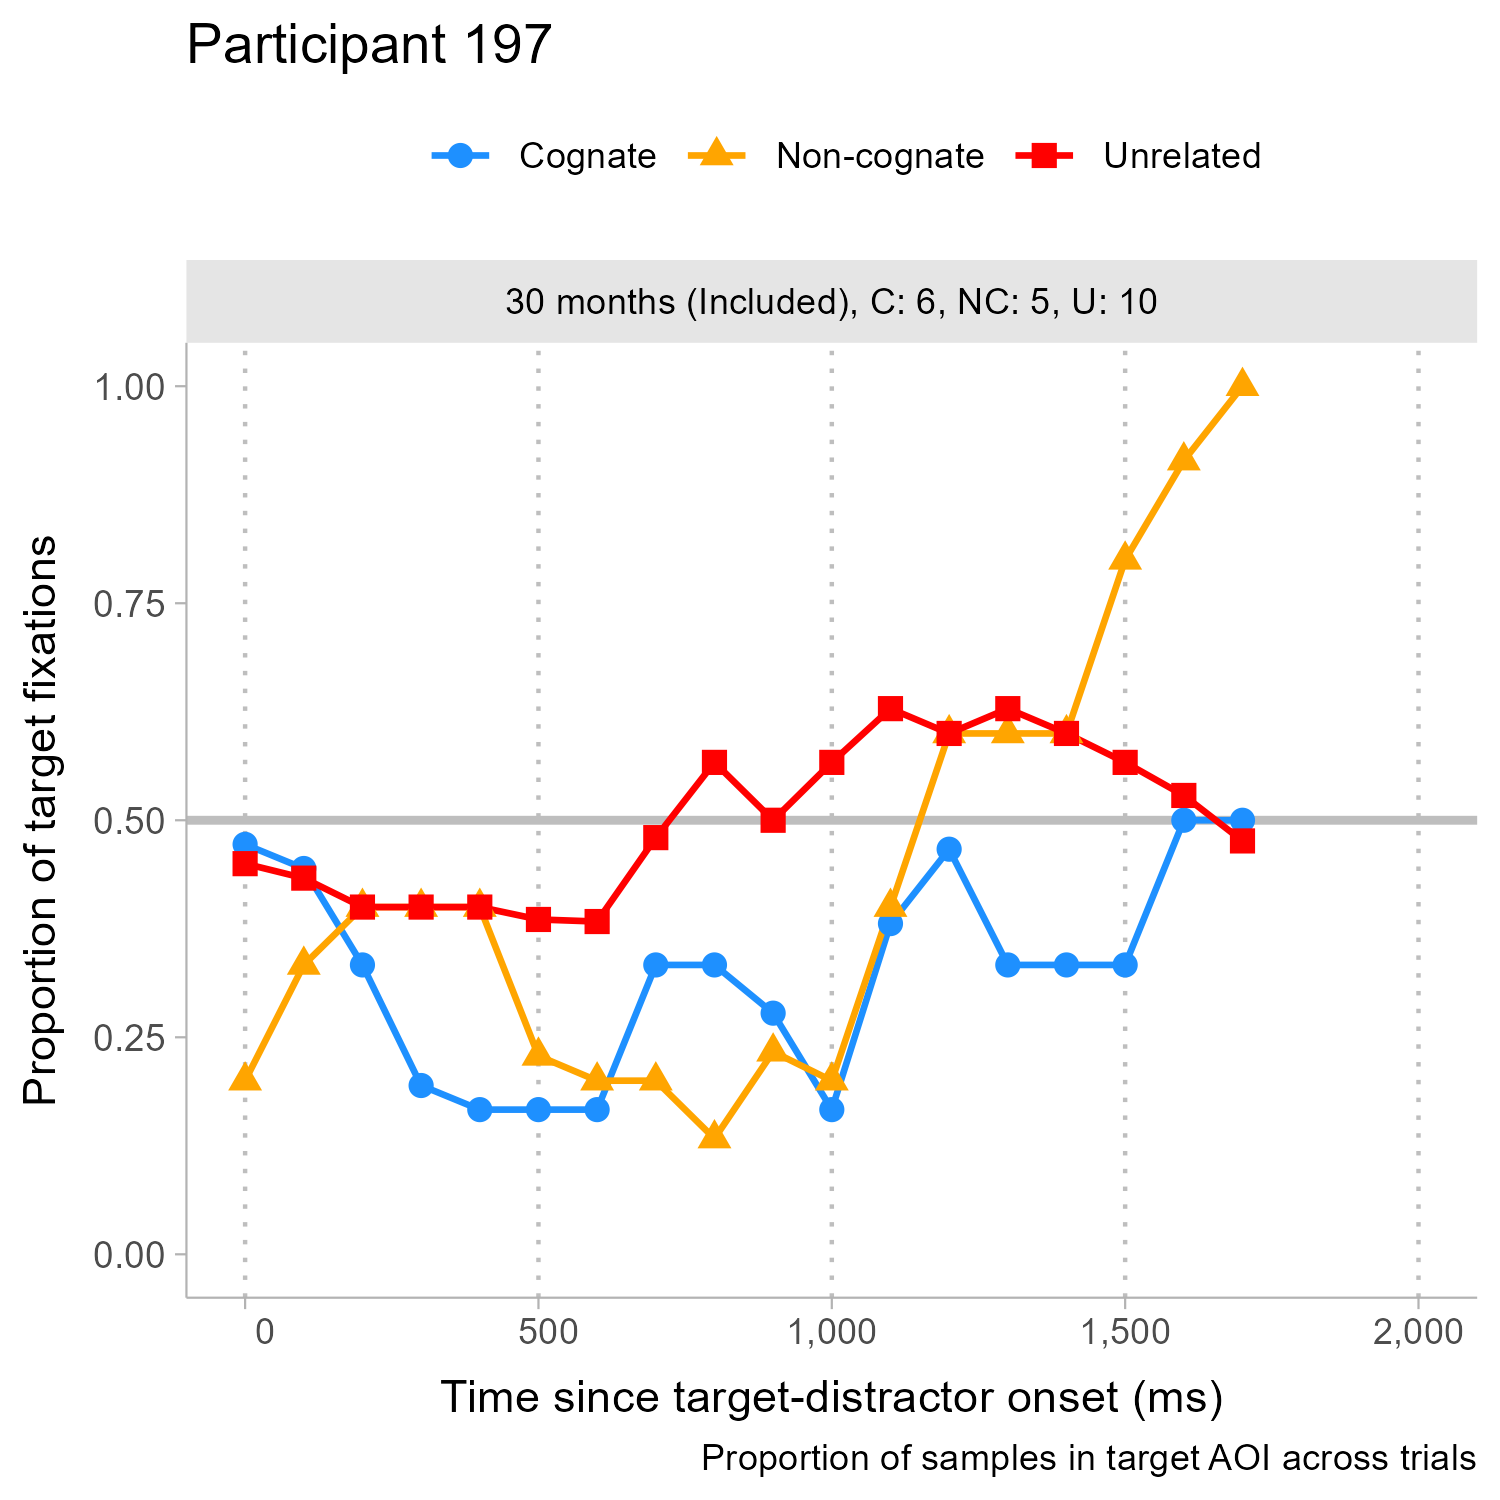 Participant 197
Cognate Non-cognate Unrelated
30 months (Included), C: 6, NC: 5, U: 10
1.00
0.75
0.50
0.25
0.00
Proportion of target fixations
0 500 1,000 1,500 2,000
Time since target-distractor onset (ms)
Proportion of samples in target AOI across trials